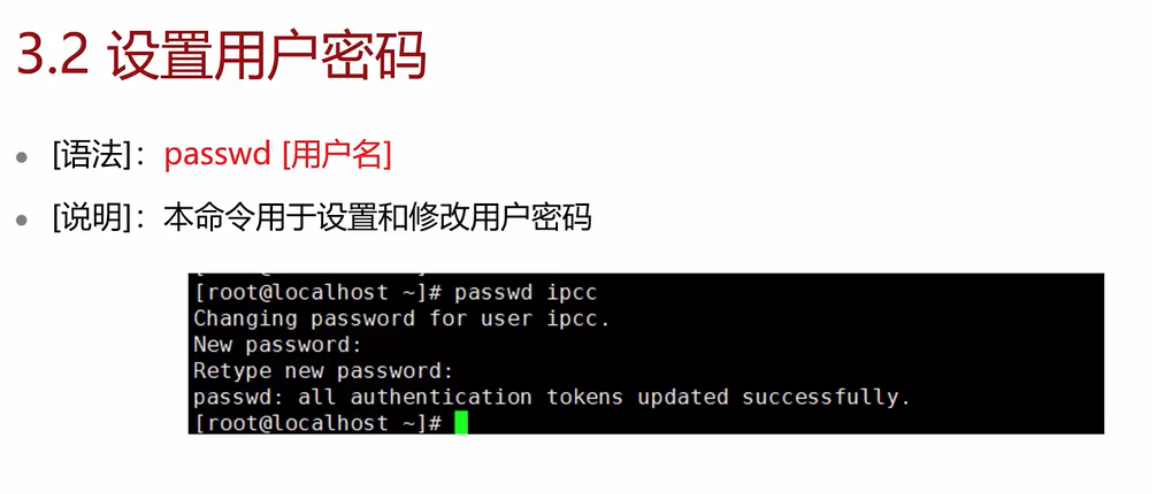 3.2 设置用户密码
[语法]：passwd [用户名]
[说明]：本命令用于设置和修改用户密码
[root@localhost ~]# passwd ipcc
Changing password for user ipcc.
New password:
Retype new password:
passwd: all authentication tokens updated successfully.
[root@localhost ~]#